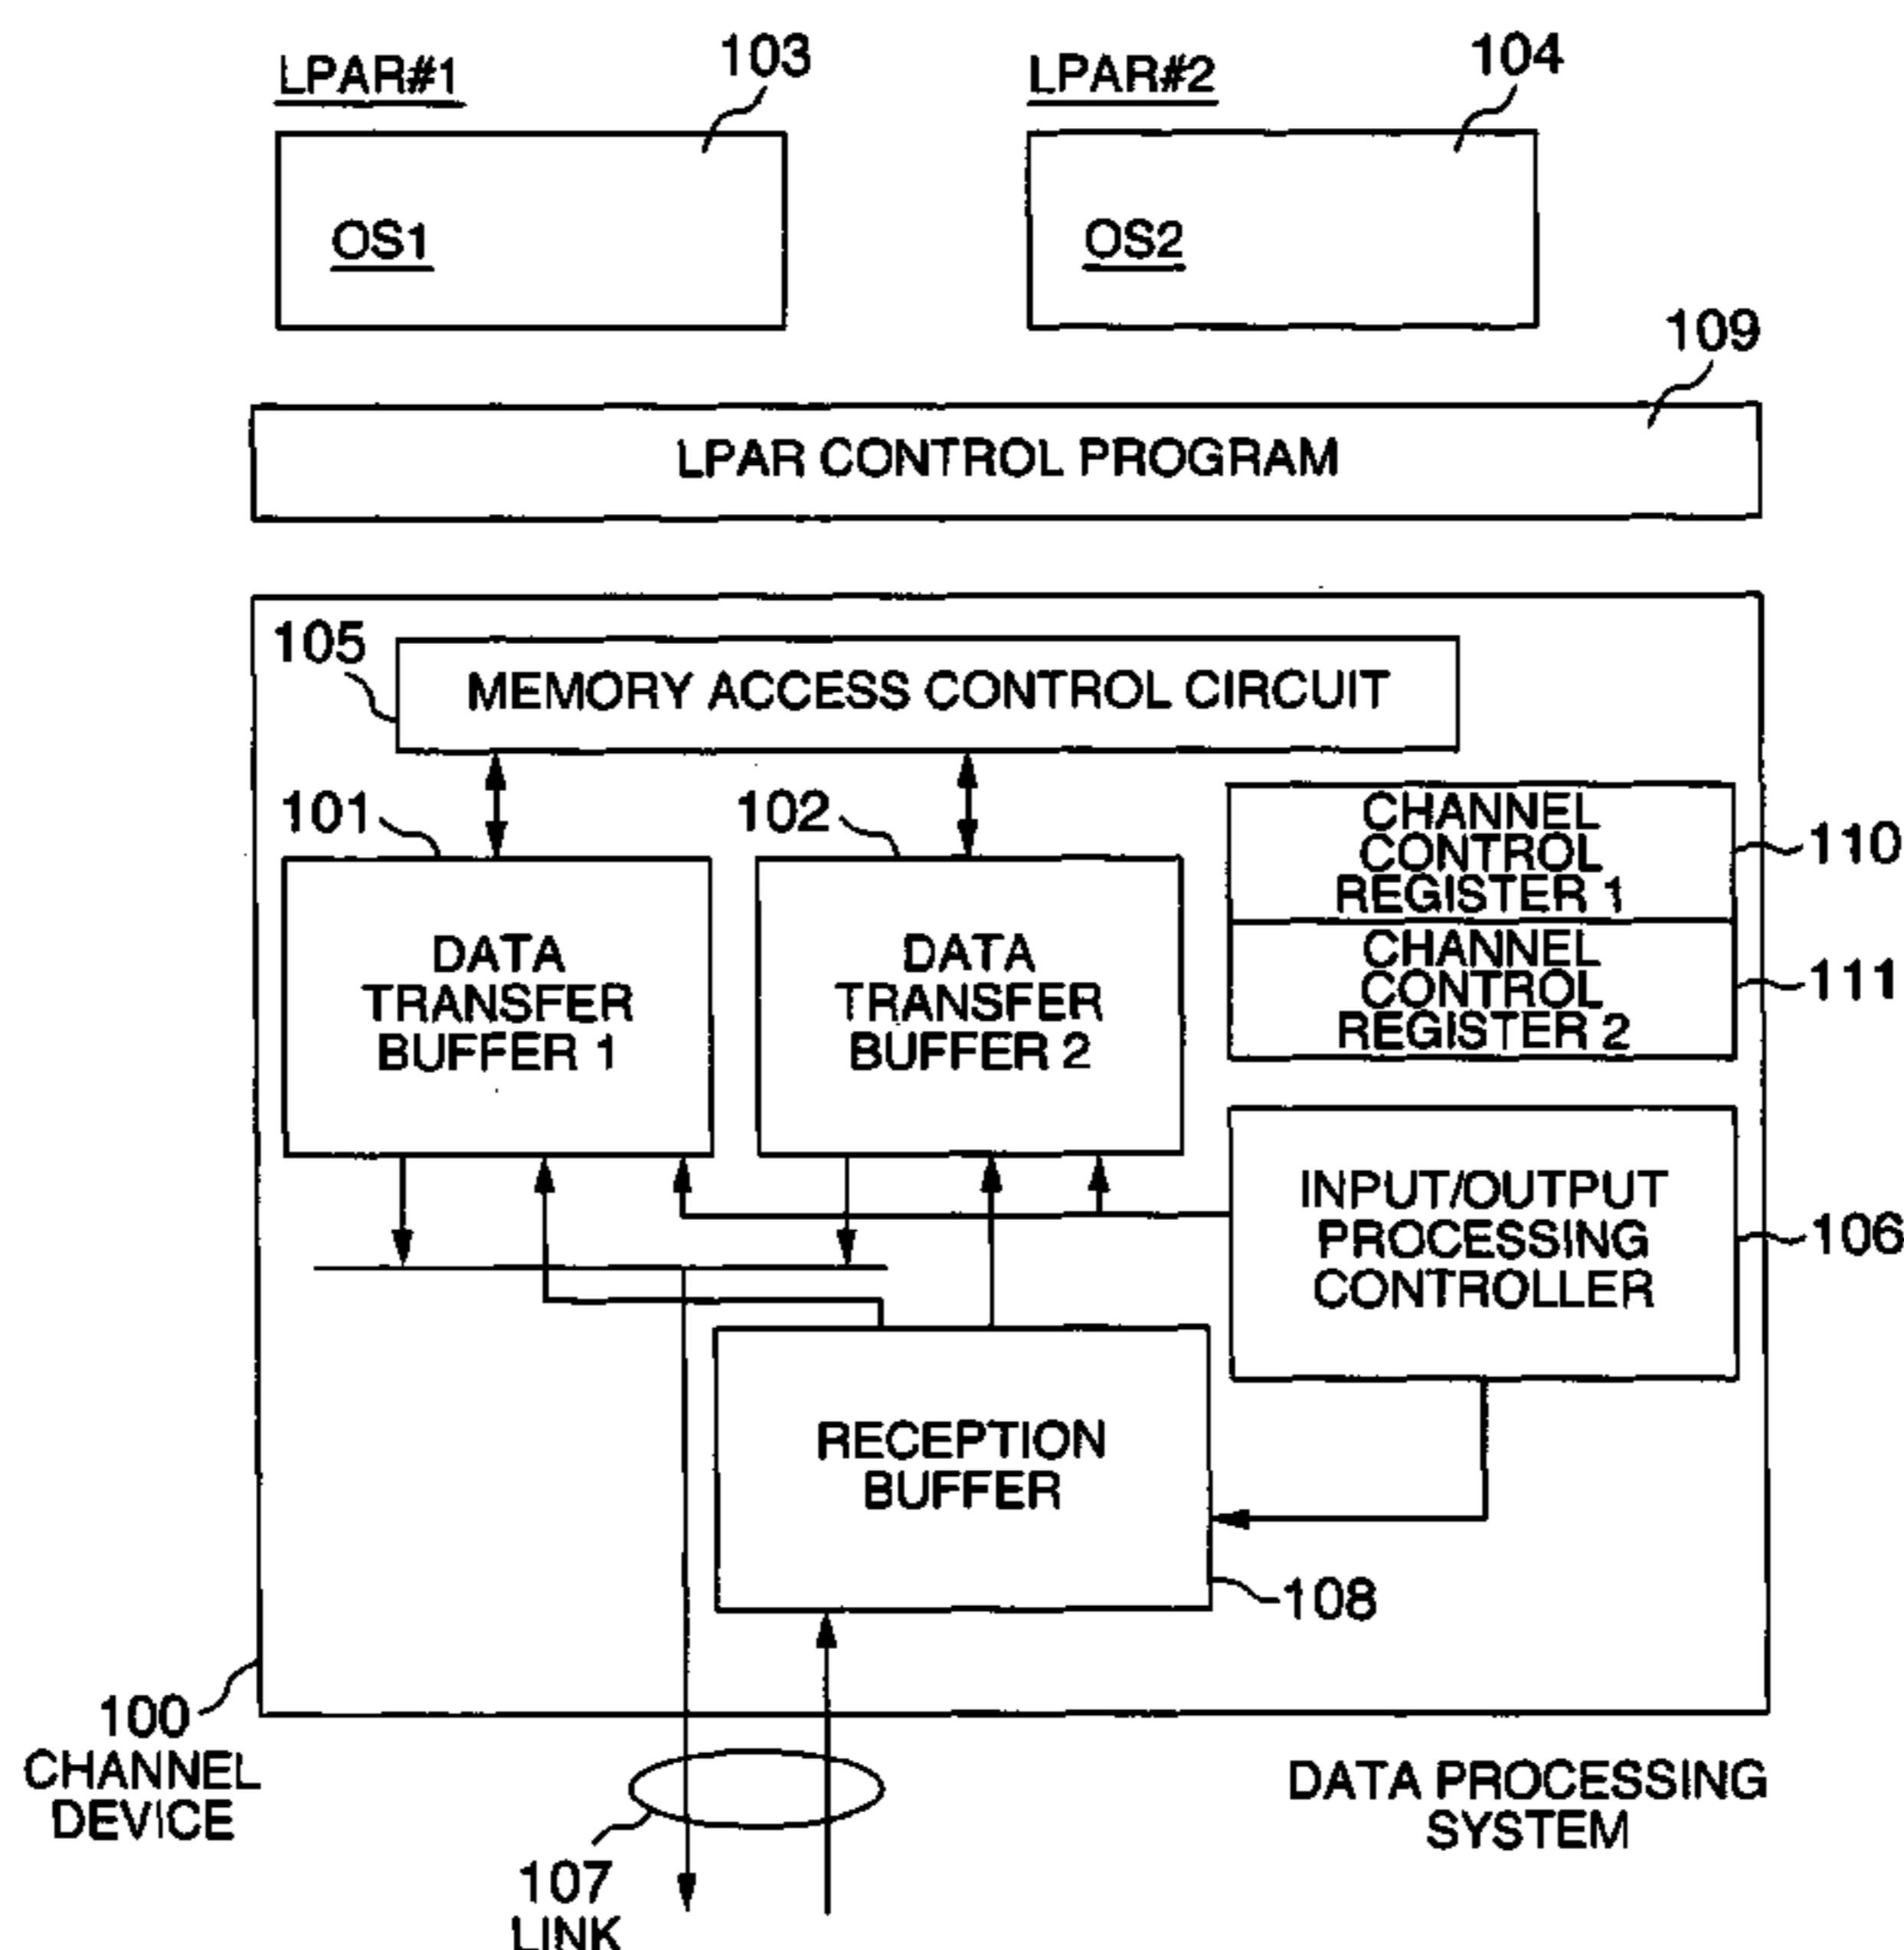 LPAR#1
103
LPAR#2
104
OS1
OS2
109
LPAR CONTROL PROGRAM
105
MEMORY ACCESS CONTROL CIRCUIT
101
102
CHANNEL
CONTROL
REGISTER 1
110
DATA
TRANSFER
BUFFER 1
DATA
TRANSFER
BUFFER 2
CHANNEL
CONTROL
REGISTER 2
111
INPUT/OUTPUT
PROCESSING
CONTROLLER
106
RECEPTION
BUFFER
108
100
CHANNEL
DEVICE
DATA PROCESSING
SYSTEM
107
LINK